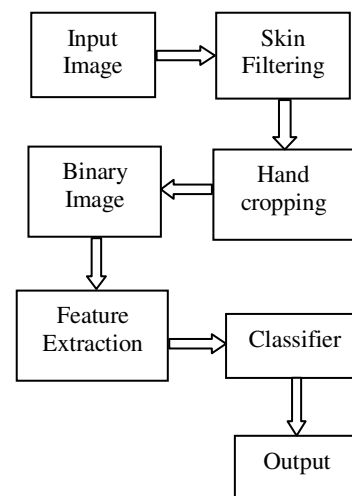 Input
Image
Skin
Filtering
Hand
cropping
Binary
Image
Feature
Extraction
Classifier
Output